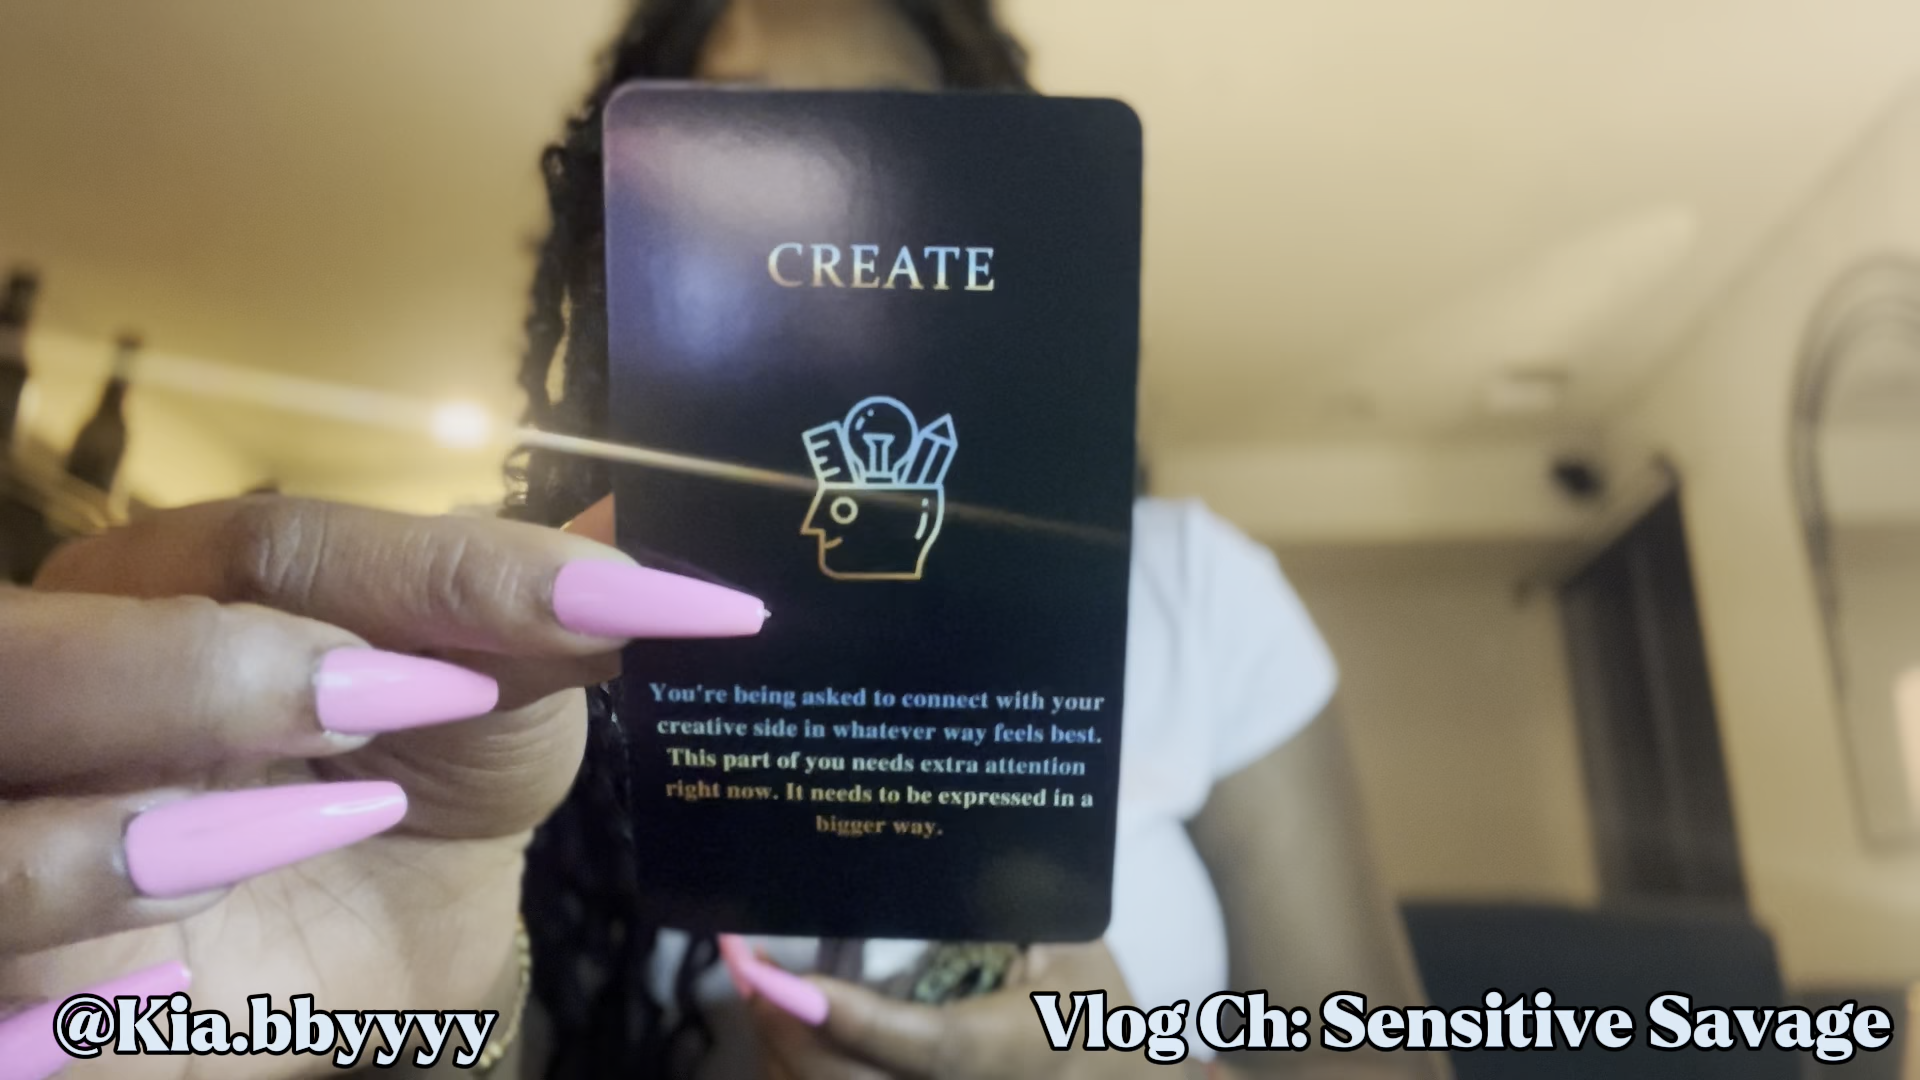 CREATE
You're being asked to connect with your
creative side in whatever way feels best.
This part of you needs extra attention
right now. It needs to be expressed in a
bigger way.
@Kia.bbyyyy
Vlog Ch: Sensitive Savage